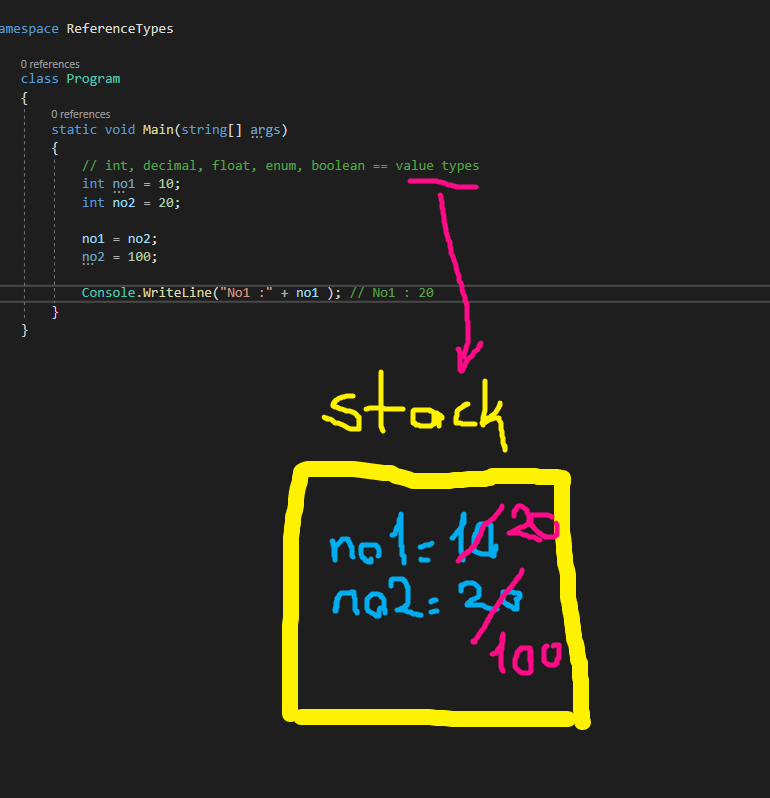 amespace ReferenceTypes
0 references
class Program
{
0 references
static void Main(string[] args)
{
// int, decimal, float, enum, boolean == value types
int no1 = 10;
int no2 = 20;
no1 = no2;
no2 = 100;
Console.WriteLine("No1 :" + no1 ); // No1 : 20
}
}
stack
no1= 10 20
no2= 20
100